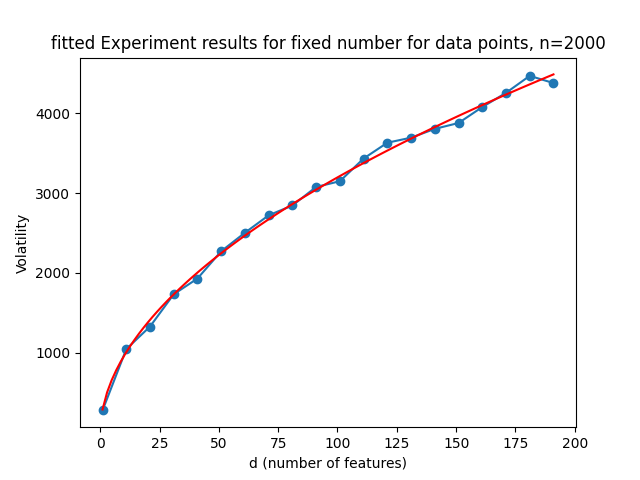 fitted Experiment results for fixed number for data points, n=2000
4000
3000
2000
1000
Volatility
0 25 50 75 100 125 150 175 200
d (number of features)